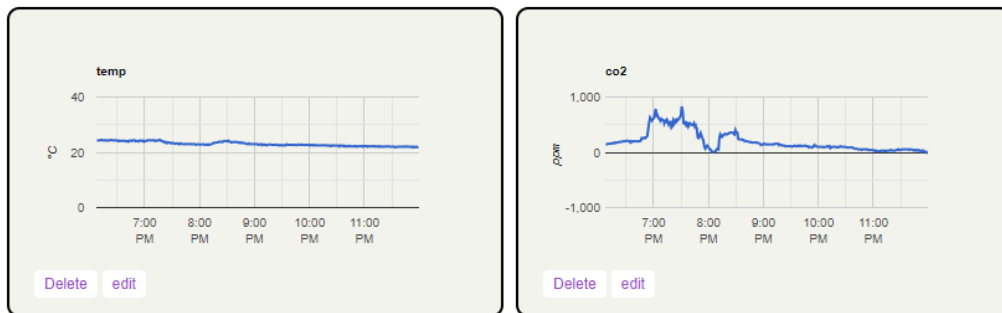 temp
40
20
0
°C
7:00 PM
8:00 PM
9:00 PM
10:00 PM
11:00 PM
Delete edit
co2
1,000
0
-1,000
ppm
7:00 PM
8:00 PM
9:00 PM
10:00 PM
11:00 PM
Delete edit